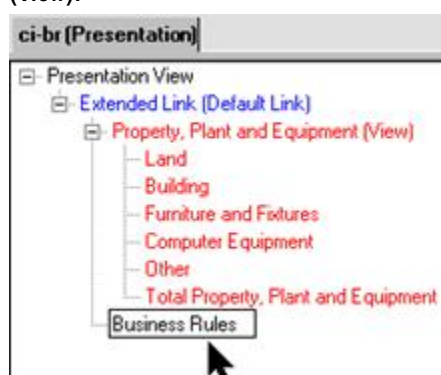 (View).
ci-br (Presentation)
Presentation View
Extended Link (Default Link)
Property, Plant and Equipment (View)
Land
Building
Furniture and Fixtures
Computer Equipment
Other
Total Property, Plant and Equipment
Business Rules